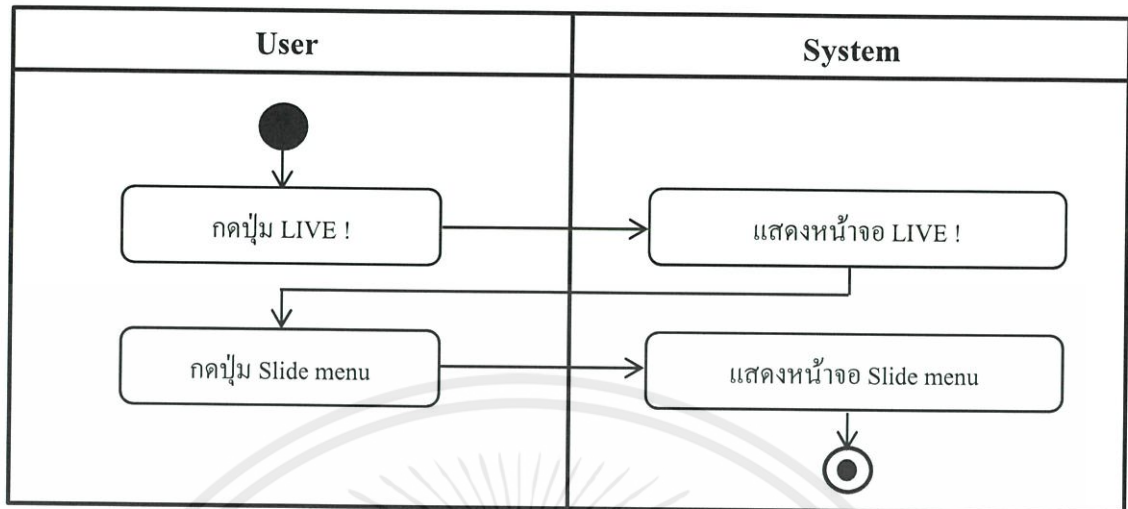 User
System
กดปุ่ม LIVE !
แสดงหน้าจอ LIVE !
กดปุ่ม Slide menu
แสดงหน้าจอ Slide menu